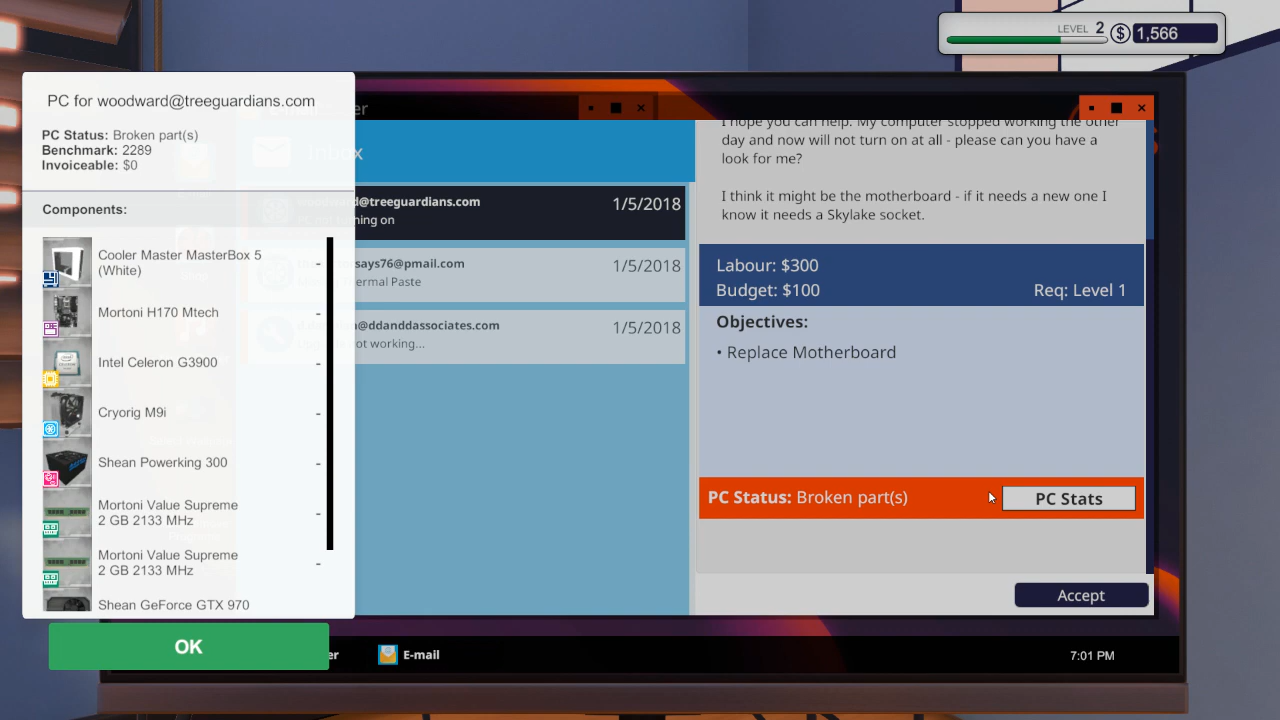 LEVEL 2
$ 1,566
PC for woodward@treeguardians.com
PC Status: Broken part(s)
Benchmark: 2289
Invoiceable: $0
Components:
Cooler Master MasterBox 5
(White)
-
Mortoni H170 Mtech
-
Intel Celeron G3900
-
Cryorig M9i
-
Shean Powerking 300
-
Mortoni Value Supreme
2 GB 2133 MHz
-
Mortoni Value Supreme
2 GB 2133 MHz
-
Shean GeForce GTX 970
OK
Inbox
woodward@treeguardians.com
1/5/2018
1/5/2018
Thermal Paste
@ddanddassociates.com
1/5/2018
not working...
I hope you can help. My computer stopped working the other
day and now will not turn on at all - please can you have a
look for me?
I think it might be the motherboard - if it needs a new one I
know it needs a Skylake socket.
Labour: $300
Budget: $100
Req: Level 1
Objectives:
• Replace Motherboard
PC Status: Broken part(s)
PC Stats
Accept
E-mail
7:01 PM